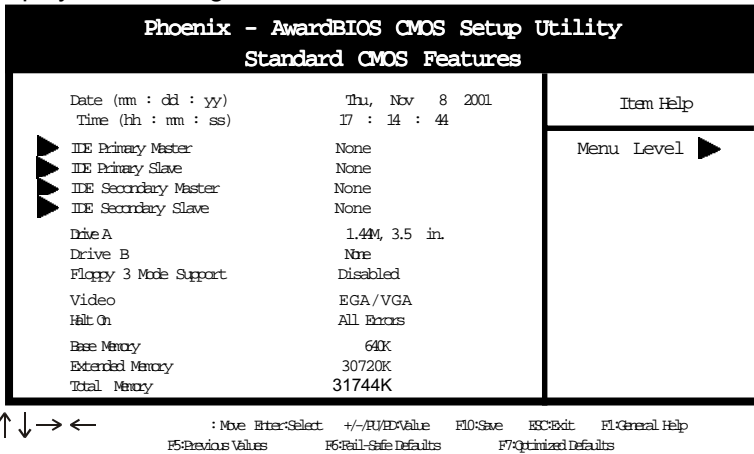 Phoenix - AwardBIOS CMOS Setup Utility
Standard CMOS Features
Date (mm : dd : yy) Thu, Nov 8 2001
Time (hh : mm : ss) 17 : 14 : 44
Item Help
▶ IDE Primary Master None
▶ IDE Primary Slave None
▶ IDE Secondary Master None
▶ IDE Secondary Slave None
Menu Level ▶
Drive A 1.44M, 3.5 in.
Drive B None
Floppy 3 Mode Support Disabled
Video EGA/VGA
Halt On All Errors
Base Memory 640K
Extended Memory 30720K
Total Memory 31744K
↑↓→← : Move Enter:Select +/-/PU/PD:Value F10:Save ESC:Exit F1:General Help
F5:Previous Values F6:Fail-Safe Defaults F7:Optimized Defaults